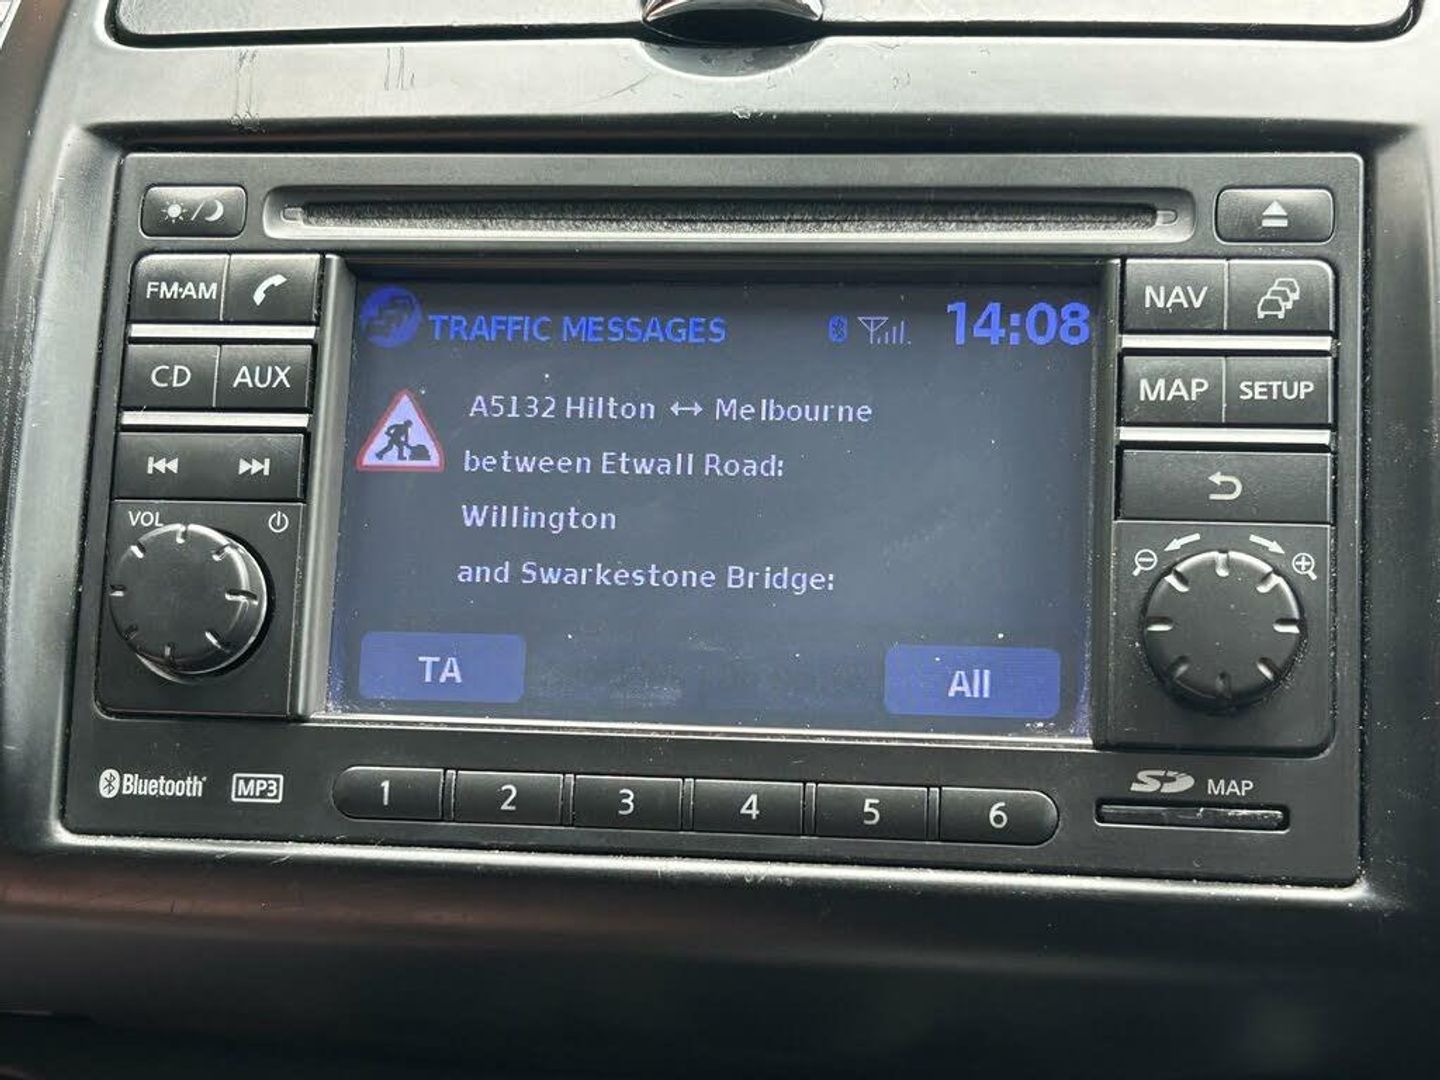 FM·AM
CD AUX
VOL
TRAFFIC MESSAGES 14:08
A5132 Hilton ↔ Melbourne
between Etwall Road:
Willington
and Swarkestone Bridge:
TA All
NAV
MAP SETUP
Bluetooth MP3
1 2 3 4 5 6
SD MAP